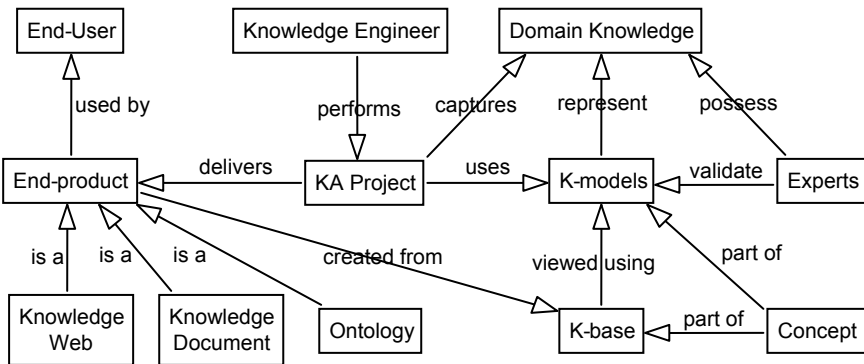 End-User
Knowledge Engineer
Domain Knowledge
used by
performs
captures
represent
possess
End-product
delivers
KA Project
uses
K-models
validate
Experts
is a
is a
is a
created from
viewed using
part of
Knowledge
Web
Knowledge
Document
Ontology
K-base
part of
Concept